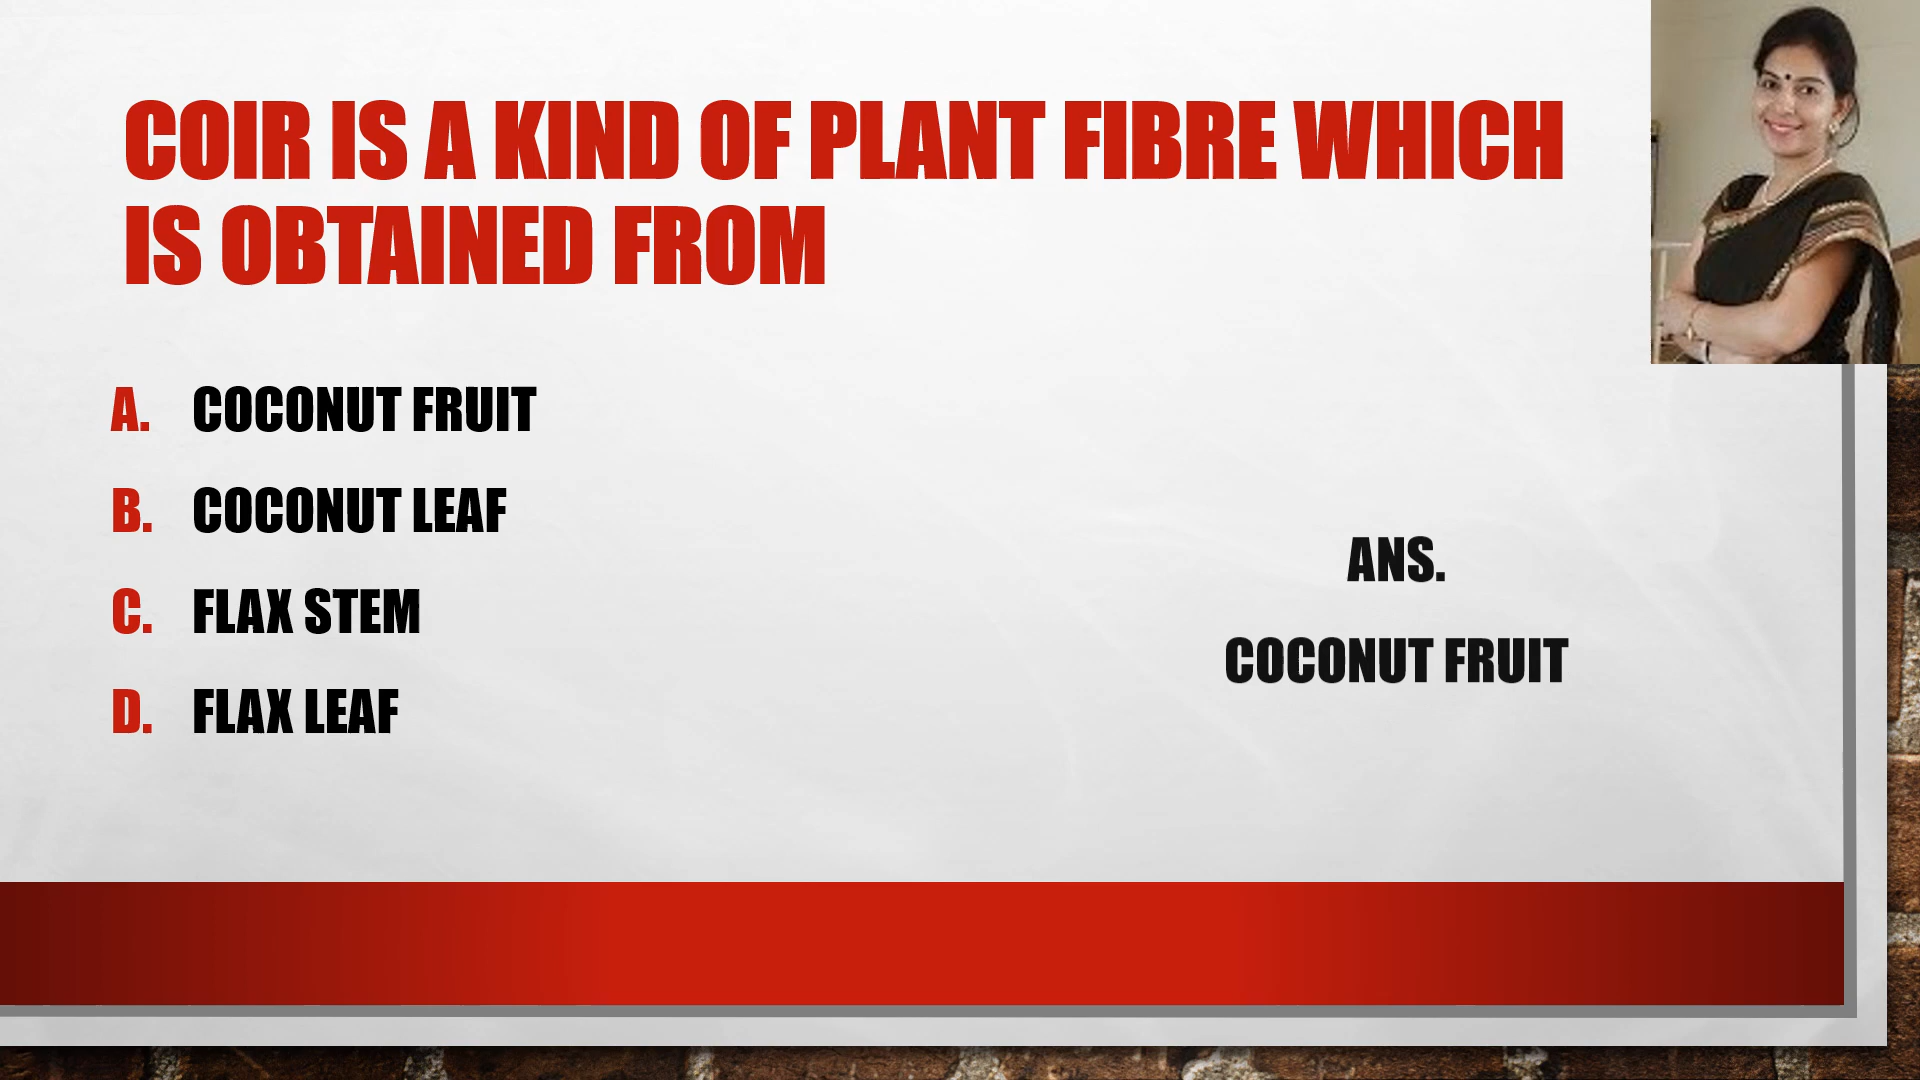 COIR IS A KIND OF PLANT FIBRE WHICH
IS OBTAINED FROM
A. COCONUT FRUIT
B. COCONUT LEAF
C. FLAX STEM
D. FLAX LEAF
ANS.
COCONUT FRUIT